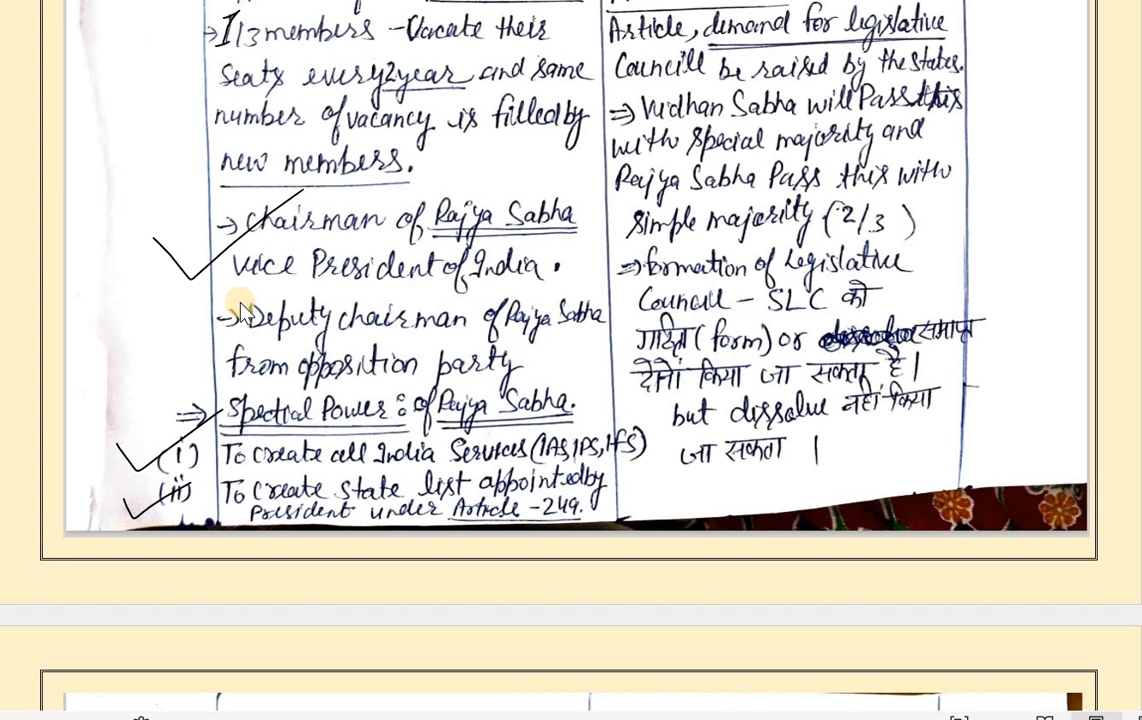 → 1/3 members - Vacate their
seats every 2 year and same
number of vacancy is filled by
new members.
→ Chairman of Rajya Sabha
vice President of India.
→ Deputy chairman of Rajya Sabha
from opposition party
⇒ Spectial Power : of Rajya Sabha.
(i) To create all India Services (IAS, IPS, IFS)
(ii) To Create State list appointed by
President under Article - 249.
Article, demand for legislative
Councill be raised by the states.
⇒ Vidhan Sabha will Pass this
with special majority and
Rajya Sabha Pass this with
simple majority (2/3)
⇒ formation of Legislative
Council - SLC को
गठित (form) or समाप्त
दोनों किया जा सकता है।
but dissolve नहीं किया
जा सकता |